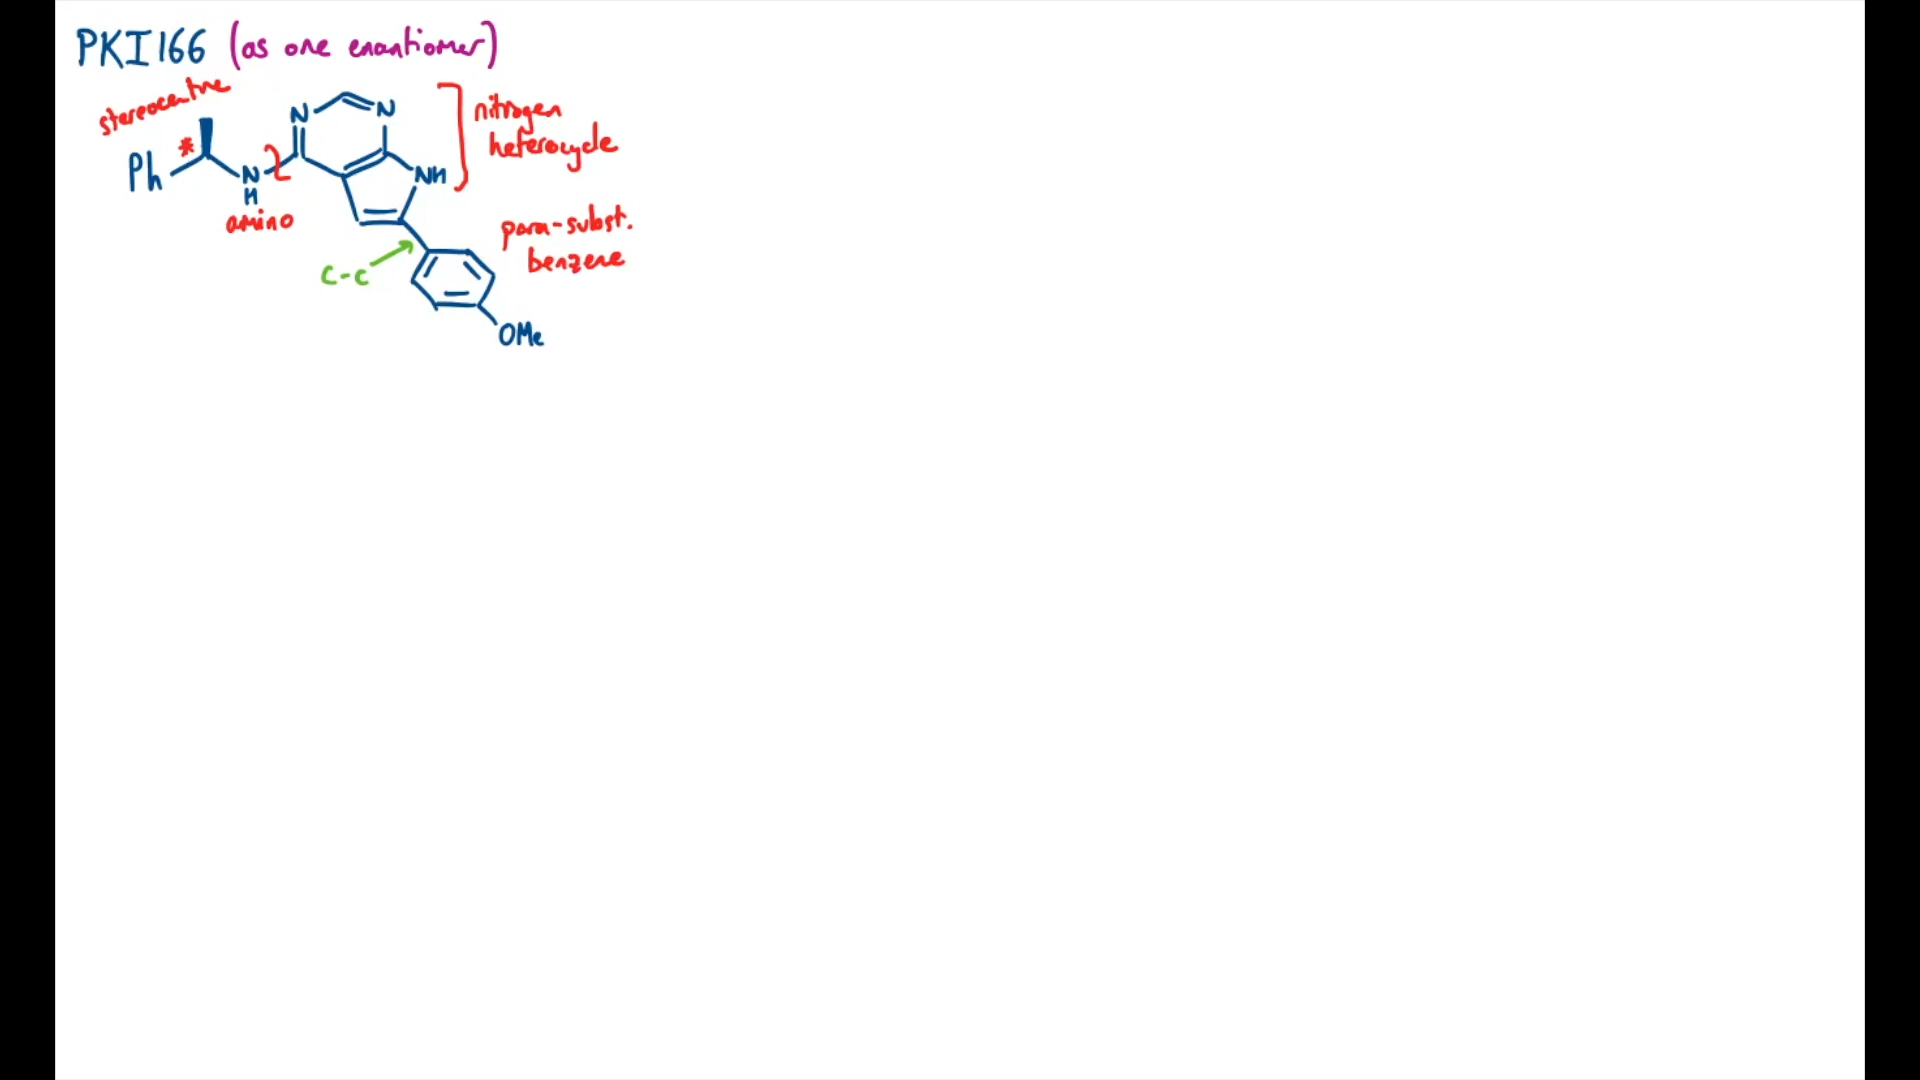 PKI166 (as one enantiomer)
stereocentre
N
N
nitrogen
heterocycle
*
Ph
N
H
NH
amino
para-subst.
benzene
C-C
OMe